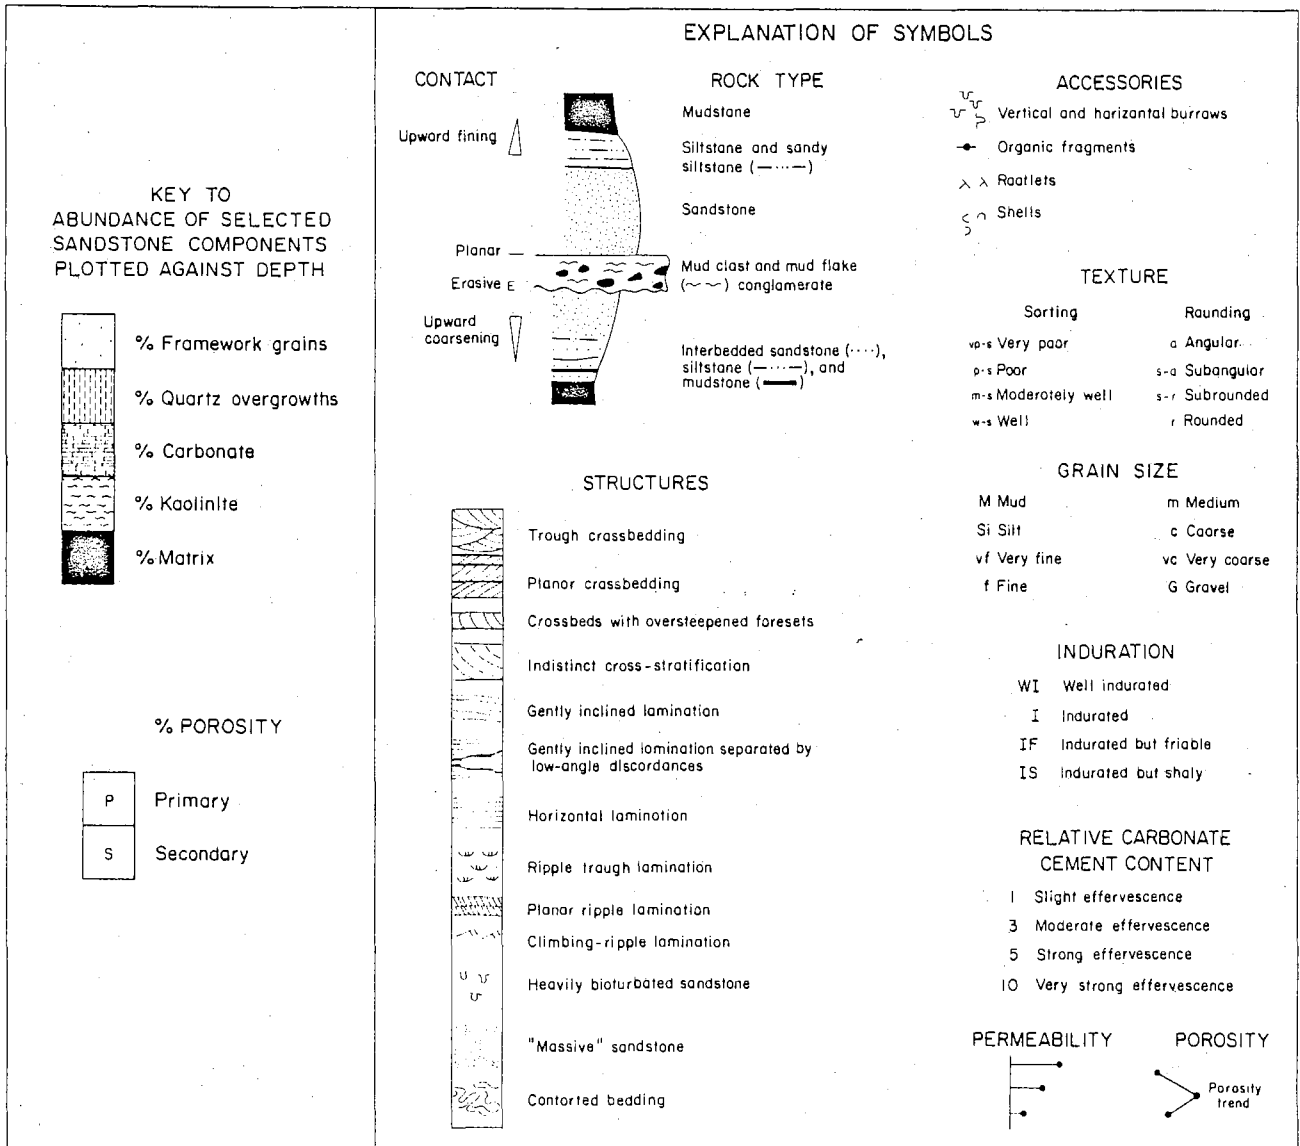 KEY TO
ABUNDANCE OF SELECTED
SANDSTONE COMPONENTS
PLOTTED AGAINST DEPTH
% Framework grains
% Quartz overgrowths
% Carbonate
% Kaolinite
% Matrix
% POROSITY
P Primary
S Secondary
EXPLANATION OF SYMBOLS
CONTACT
Upward fining
Planar
Erosive E
Upward
coarsening
ROCK TYPE
Mudstone
Siltstone and sandy
siltstone (—···—)
Sandstone
Mud clast and mud flake
(~ ~) conglomerate
Interbedded sandstone (····),
siltstone (—···—), and
mudstone (▬)
STRUCTURES
Trough crossbedding
Planar crossbedding
Crossbeds with oversteepened foresets
Indistinct cross-stratification
Gently inclined lamination
Gently inclined lamination separated by
low-angle discordances
Horizontal lamination
Ripple trough lamination
Planar ripple lamination
Climbing-ripple lamination
Heavily bioturbated sandstone
"Massive" sandstone
Contorted bedding
ACCESSORIES
Vertical and horizontal burrows
Organic fragments
Rootlets
Shells
TEXTURE
Sorting
vp-s Very poor
p-s Poor
m-s Moderately well
w-s Well
Rounding
a Angular
s-a Subangular
s-r Subrounded
r Rounded
GRAIN SIZE
M Mud
Si Silt
vf Very fine
f Fine
m Medium
c Coarse
vc Very coarse
G Gravel
INDURATION
WI Well indurated
I Indurated
IF Indurated but friable
IS Indurated but shaly
RELATIVE CARBONATE
CEMENT CONTENT
1 Slight effervescence
3 Moderate effervescence
5 Strong effervescence
10 Very strong effervescence
PERMEABILITY
POROSITY
Porosity
trend